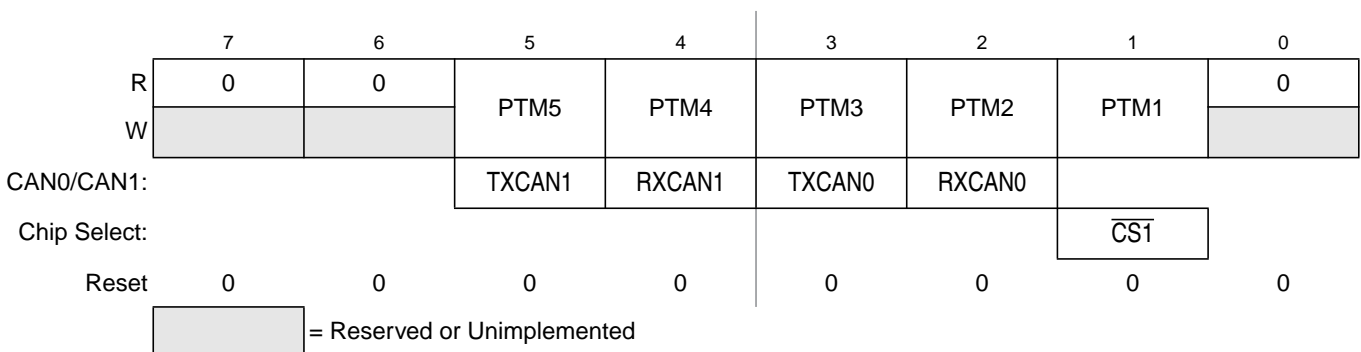 7 6 5 4 3 2 1 0
R 0 0 PTM5 PTM4 PTM3 PTM2 PTM1 0
W
CAN0/CAN1: TXCAN1 RXCAN1 TXCAN0 RXCAN0
Chip Select: CS1
Reset 0 0 0 0 0 0 0 0
= Reserved or Unimplemented